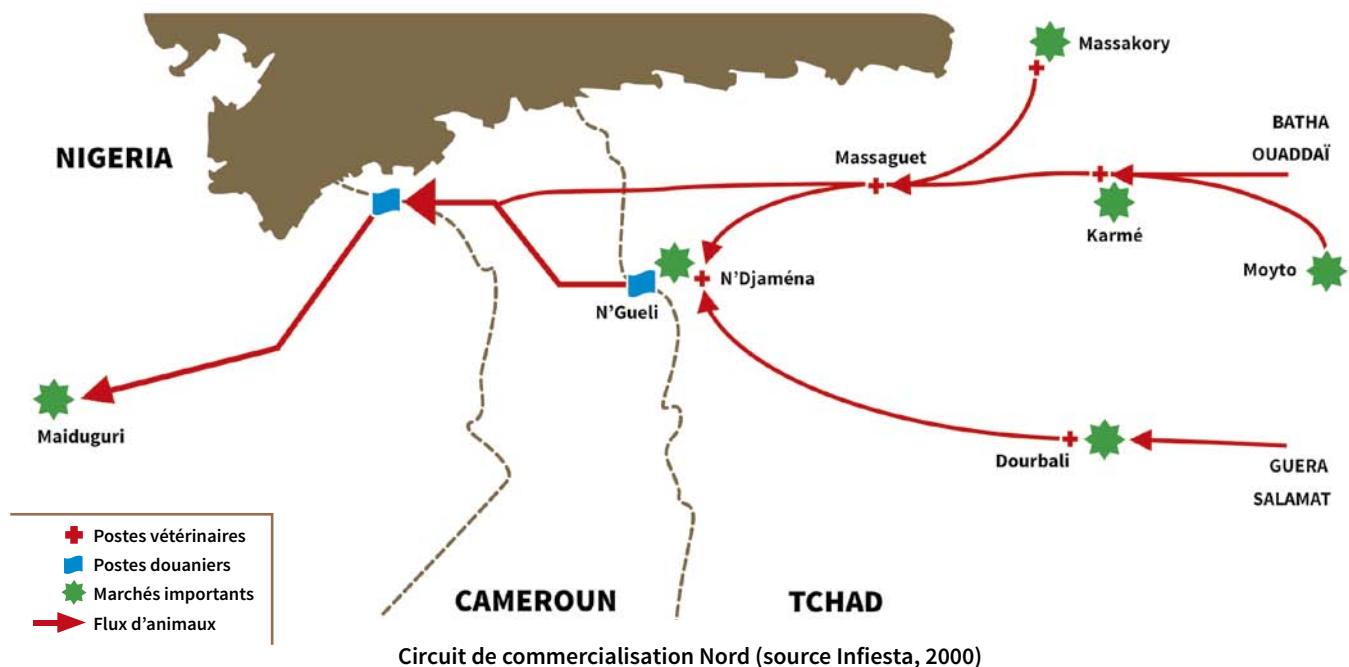 Massakory
NIGERIA
BATHA
OUADDAÏ
Massaguet
Karmé
Moyto
N'Djaména
N'Gueli
Maiduguri
Dourbali
GUERA
SALAMAT
Postes vétérinaires
Postes douaniers
Marchés importants
Flux d'animaux
CAMEROUN
TCHAD
Circuit de commercialisation Nord (source Infiesta, 2000)